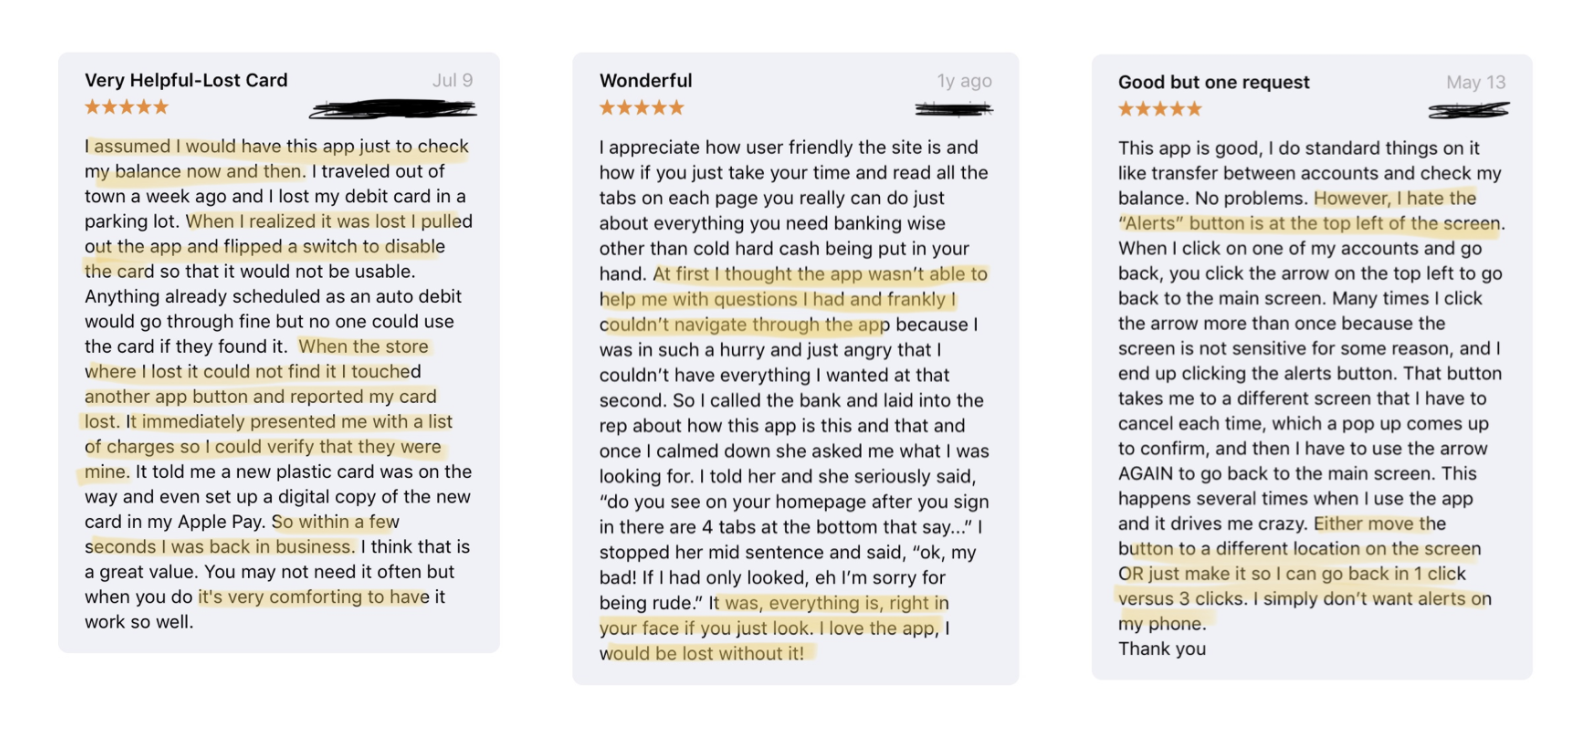 Very Helpful-Lost Card
Jul 9
I assumed I would have this app just to check
my balance now and then. I traveled out of
town a week ago and I lost my debit card in a
parking lot. When I realized it was lost I pulled
out the app and flipped a switch to disable
the card so that it would not be usable.
Anything already scheduled as an auto debit
would go through fine but no one could use
the card if they found it.  When the store
where I lost it could not find it I touched
another app button and reported my card
lost. It immediately presented me with a list
of charges so I could verify that they were
mine. It told me a new plastic card was on the
way and even set up a digital copy of the new
card in my Apple Pay. So within a few
seconds I was back in business. I think that is
a great value. You may not need it often but
when you do it's very comforting to have it
work so well.
Wonderful
1y ago
I appreciate how user friendly the site is and
how if you just take your time and read all the
tabs on each page you really can do just
about everything you need banking wise
other than cold hard cash being put in your
hand. At first I thought the app wasn’t able to
help me with questions I had and frankly I
couldn’t navigate through the app because I
was in such a hurry and just angry that I
couldn’t have everything I wanted at that
second. So I called the bank and laid into the
rep about how this app is this and that and
once I calmed down she asked me what I was
looking for. I told her and she seriously said,
“do you see on your homepage after you sign
in there are 4 tabs at the bottom that say…” I
stopped her mid sentence and said, “ok, my
bad! If I had only looked, eh I’m sorry for
being rude.” It was, everything is, right in
your face if you just look. I love the app, I
would be lost without it!
Good but one request
May 13
This app is good, I do standard things on it
like transfer between accounts and check my
balance. No problems. However, I hate the
“Alerts” button is at the top left of the screen.
When I click on one of my accounts and go
back, you click the arrow on the top left to go
back to the main screen. Many times I click
the arrow more than once because the
screen is not sensitive for some reason, and I
end up clicking the alerts button. That button
takes me to a different screen that I have to
cancel each time, which a pop up comes up
to confirm, and then I have to use the arrow
AGAIN to go back to the main screen. This
happens several times when I use the app
and it drives me crazy. Either move the
button to a different location on the screen
OR just make it so I can go back in 1 click
versus 3 clicks. I simply don’t want alerts on
my phone.
Thank you